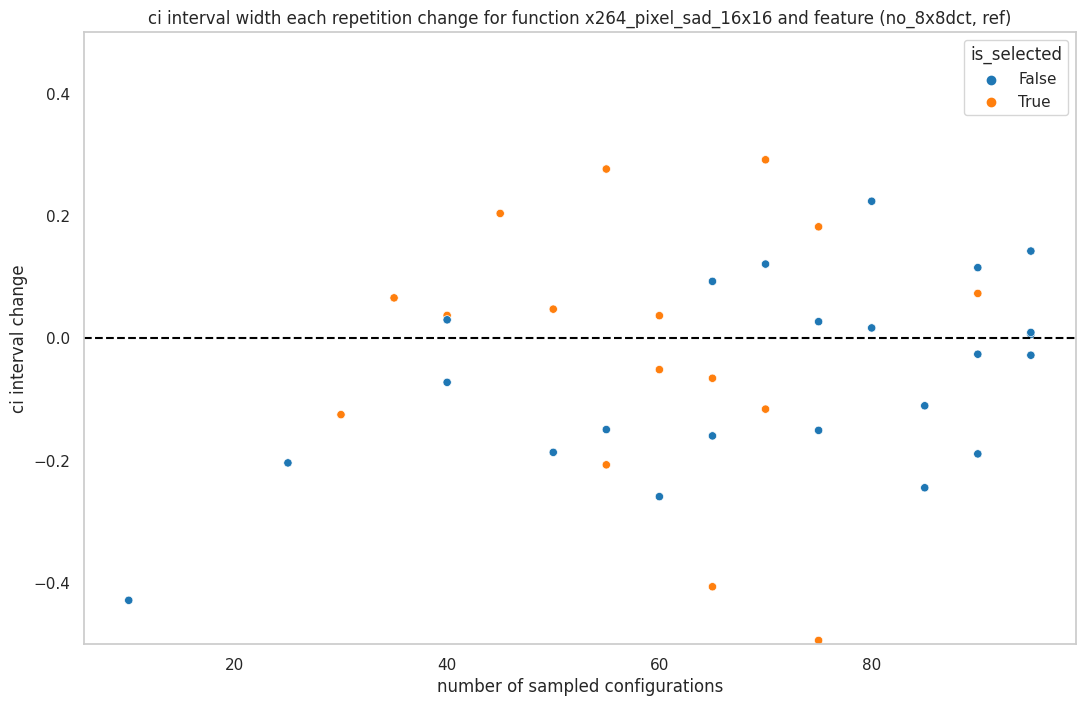 ci interval width each repetition change for function x264_pixel_sad_16x16 and feature (no_8x8dct, ref)
is_selected
False
True
0.4
0.2
0.0
−0.2
−0.4
ci interval change
20
40
60
80
number of sampled configurations